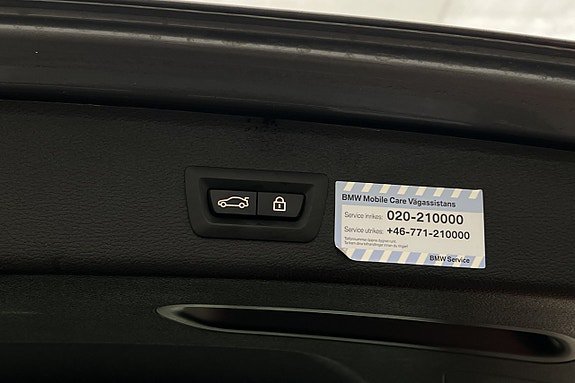 BMW Mobile Care Vägassistans
Service inrikes: 020-210000
Service utrikes: +46-771-210000
BMW Service